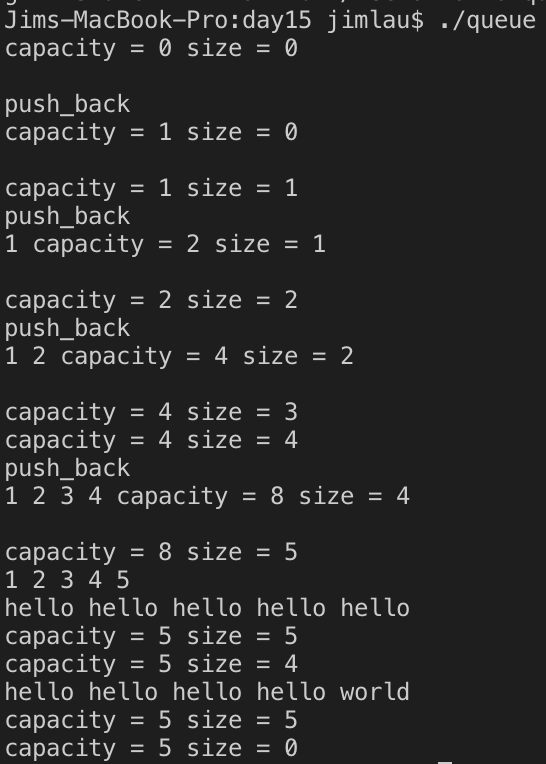 Jims-MacBook-Pro:day15 jimlau$ ./queue
capacity = 0 size = 0
push_back
capacity = 1 size = 0
capacity = 1 size = 1
push_back
1 capacity = 2 size = 1
capacity = 2 size = 2
push_back
1 2 capacity = 4 size = 2
capacity = 4 size = 3
capacity = 4 size = 4
push_back
1 2 3 4 capacity = 8 size = 4
capacity = 8 size = 5
1 2 3 4 5
hello hello hello hello hello
capacity = 5 size = 5
capacity = 5 size = 4
hello hello hello hello world
capacity = 5 size = 5
capacity = 5 size = 0